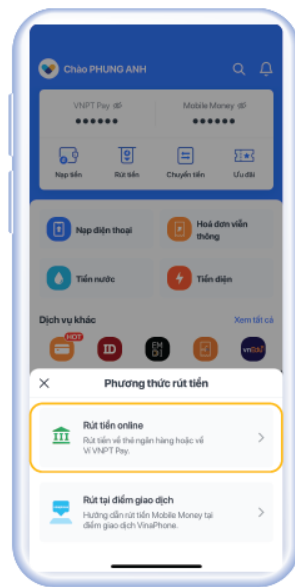 Chào PHUNG ANH
VNPT Pay
Mobile Money
Nạp tiền
Rút tiền
Chuyển tiền
Ưu đãi
Nạp điện thoại
Hoá đơn viễn
thông
Tiền nước
Tiền điện
Dịch vụ khác
Xem tất cả
HOT
ID
EM
ĐI
Phương thức rút tiền
Rút tiền online
Rút tiền về thẻ ngân hàng hoặc về
Ví VNPT Pay.
Rút tại điểm giao dịch
Hướng dẫn rút tiền Mobile Money tại
điểm giao dịch VinaPhone.